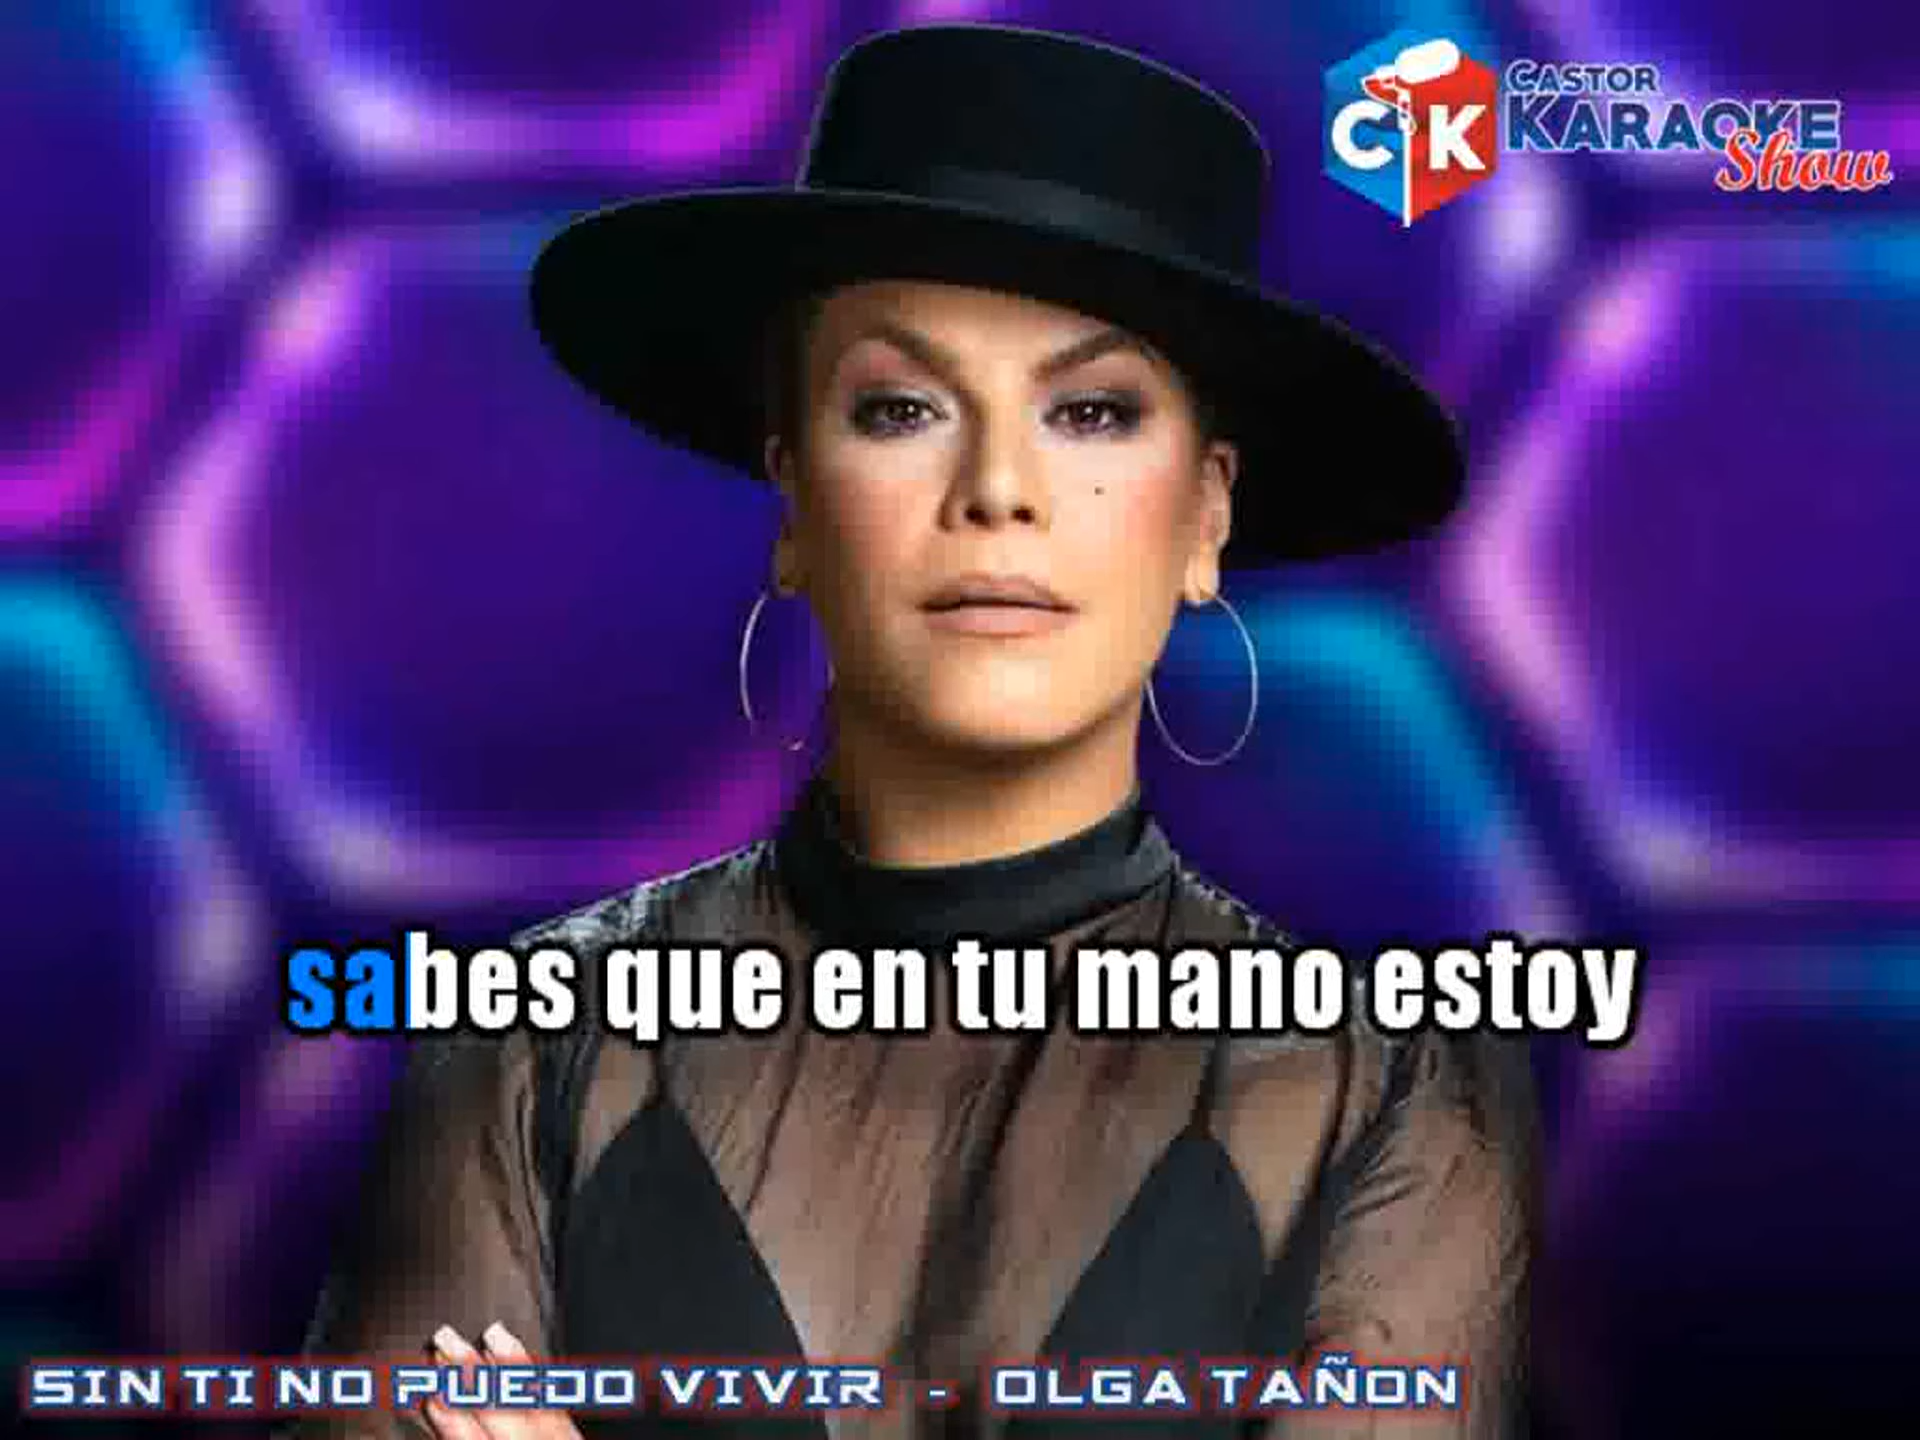 CK
CASTOR
KARAOKE
Show
sabes que en tu mano estoy
SIN TI NO PUEDO VIVIR - OLGA TAÑON